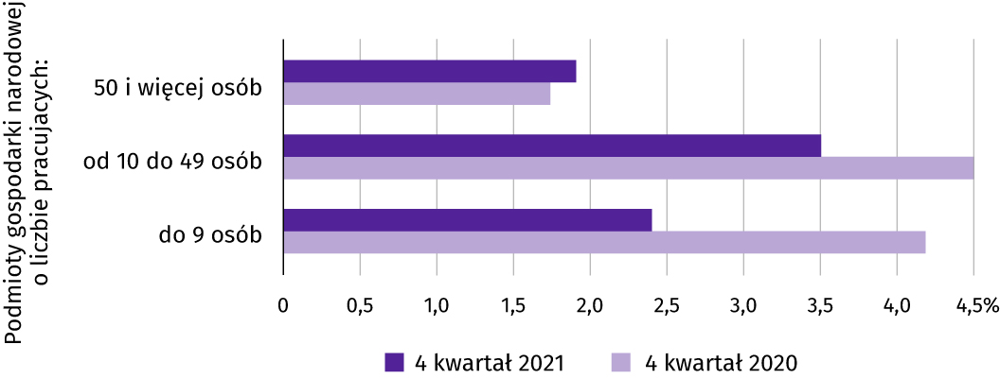 Podmioty gospodarki narodowej
o liczbie pracujacych:
50 i więcej osób
od 10 do 49 osób
do 9 osób
0 0,5 1,0 1,5 2,0 2,5 3,0 3,5 4,0 4,5%
4 kwartał 2021 4 kwartał 2020